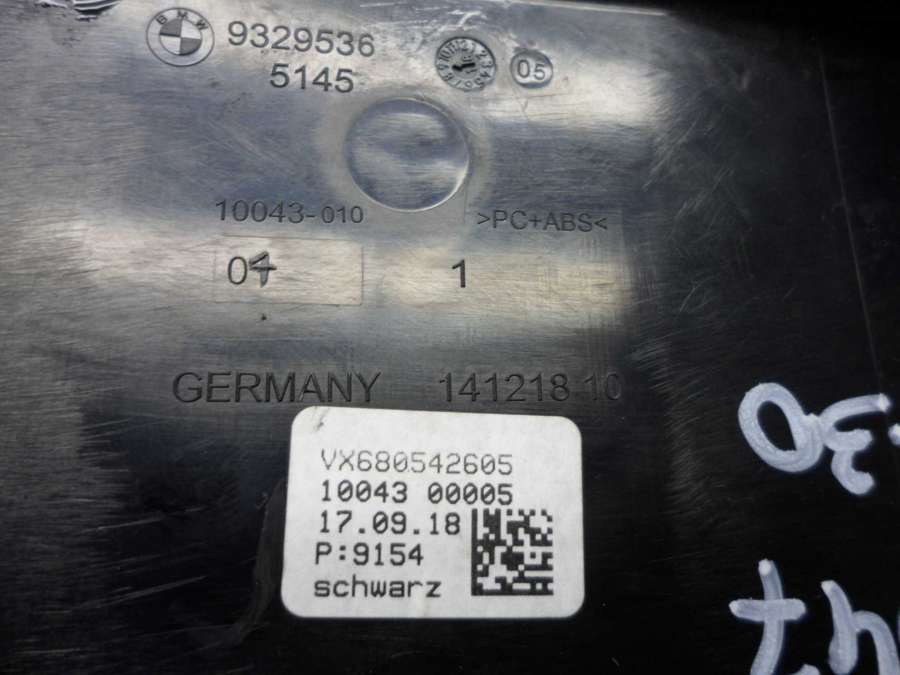 BMW
9329536
5145
05
10043-010
>PC+ABS<
1
GERMANY
141218 10
VX680542605
10043 00005
17.09.18
P:9154
schwarz